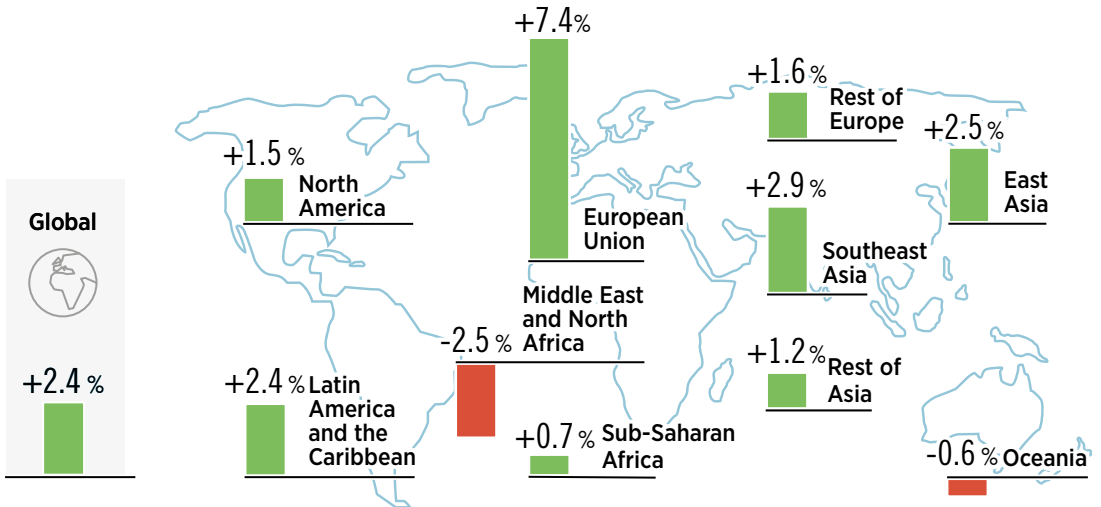 +7.4%
+1.6 %
Rest of
Europe
+2.5 %
East
Asia
+1.5 %
North
America
+2.9 %
Southeast
Asia
European
Union
Global
+2.4 %
Middle East
and North
Africa
-2.5 %
+2.4 %
Latin
America
and the
Caribbean
+1.2 %
Rest of
Asia
+0.7 %
Sub-Saharan
Africa
-0.6 %
Oceania